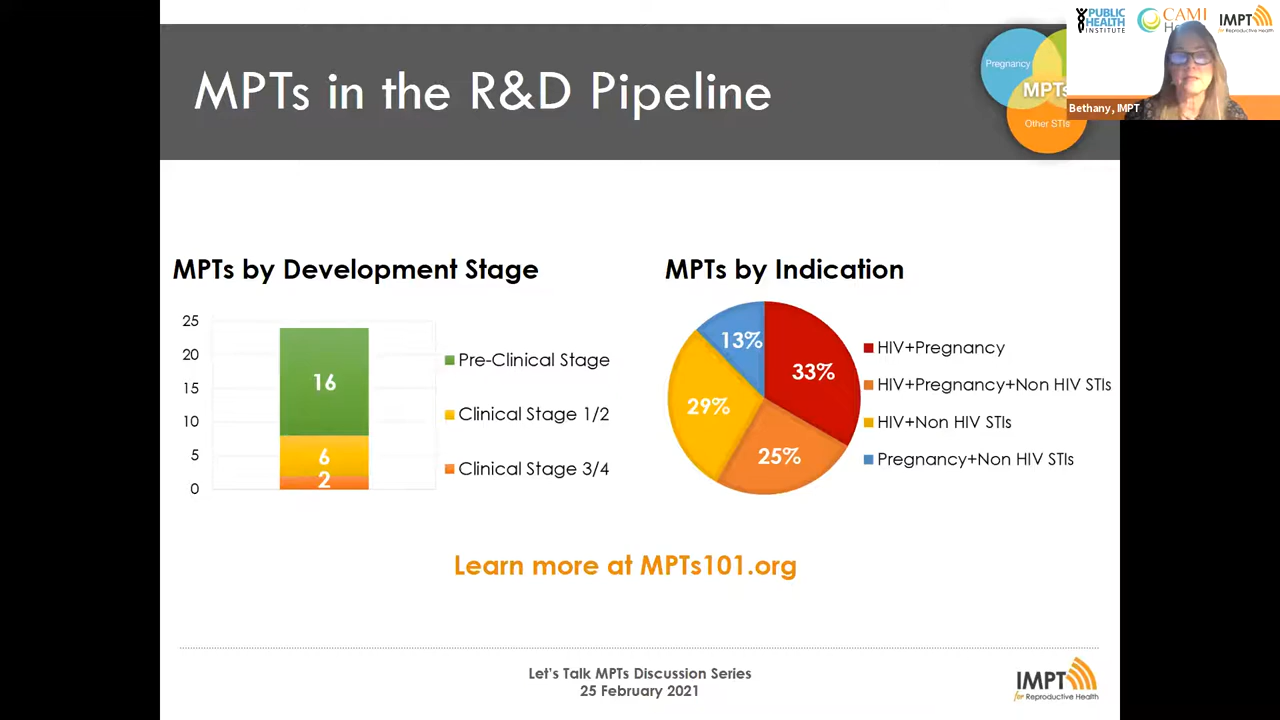 PUBLIC
HEALTH
INSTITUTE
CAMI
IMPT
for Reproductive Health
MPTs in the R&D Pipeline
Pregnancy
MPTs
Other STIs
Bethany, IMPT
MPTs by Development Stage
25
20
15
10
5
0
16
6
2
Pre-Clinical Stage
Clinical Stage 1/2
Clinical Stage 3/4
MPTs by Indication
13%
33%
29%
25%
HIV+Pregnancy
HIV+Pregnancy+Non HIV STIs
HIV+Non HIV STIs
Pregnancy+Non HIV STIs
Learn more at MPTs101.org
Let's Talk MPTs Discussion Series
25 February 2021
IMPT
for Reproductive Health